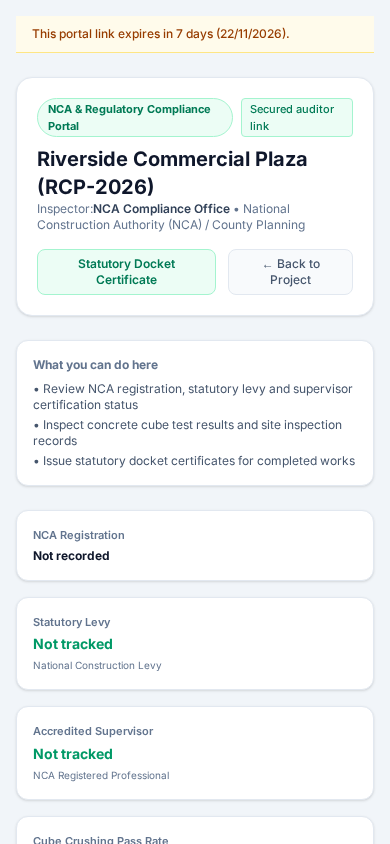 This portal link expires in 7 days (22/11/2026).
NCA & Regulatory Compliance
Portal
Secured auditor
link
Riverside Commercial Plaza
(RCP-2026)
Inspector:NCA Compliance Office • National
Construction Authority (NCA) / County Planning
Statutory Docket
Certificate
← Back to
Project
What you can do here
• Review NCA registration, statutory levy and supervisor
certification status
• Inspect concrete cube test results and site inspection
records
• Issue statutory docket certificates for completed works
NCA Registration
Not recorded
Statutory Levy
Not tracked
National Construction Levy
Accredited Supervisor
Not tracked
NCA Registered Professional
Cube Crushing Pass Rate